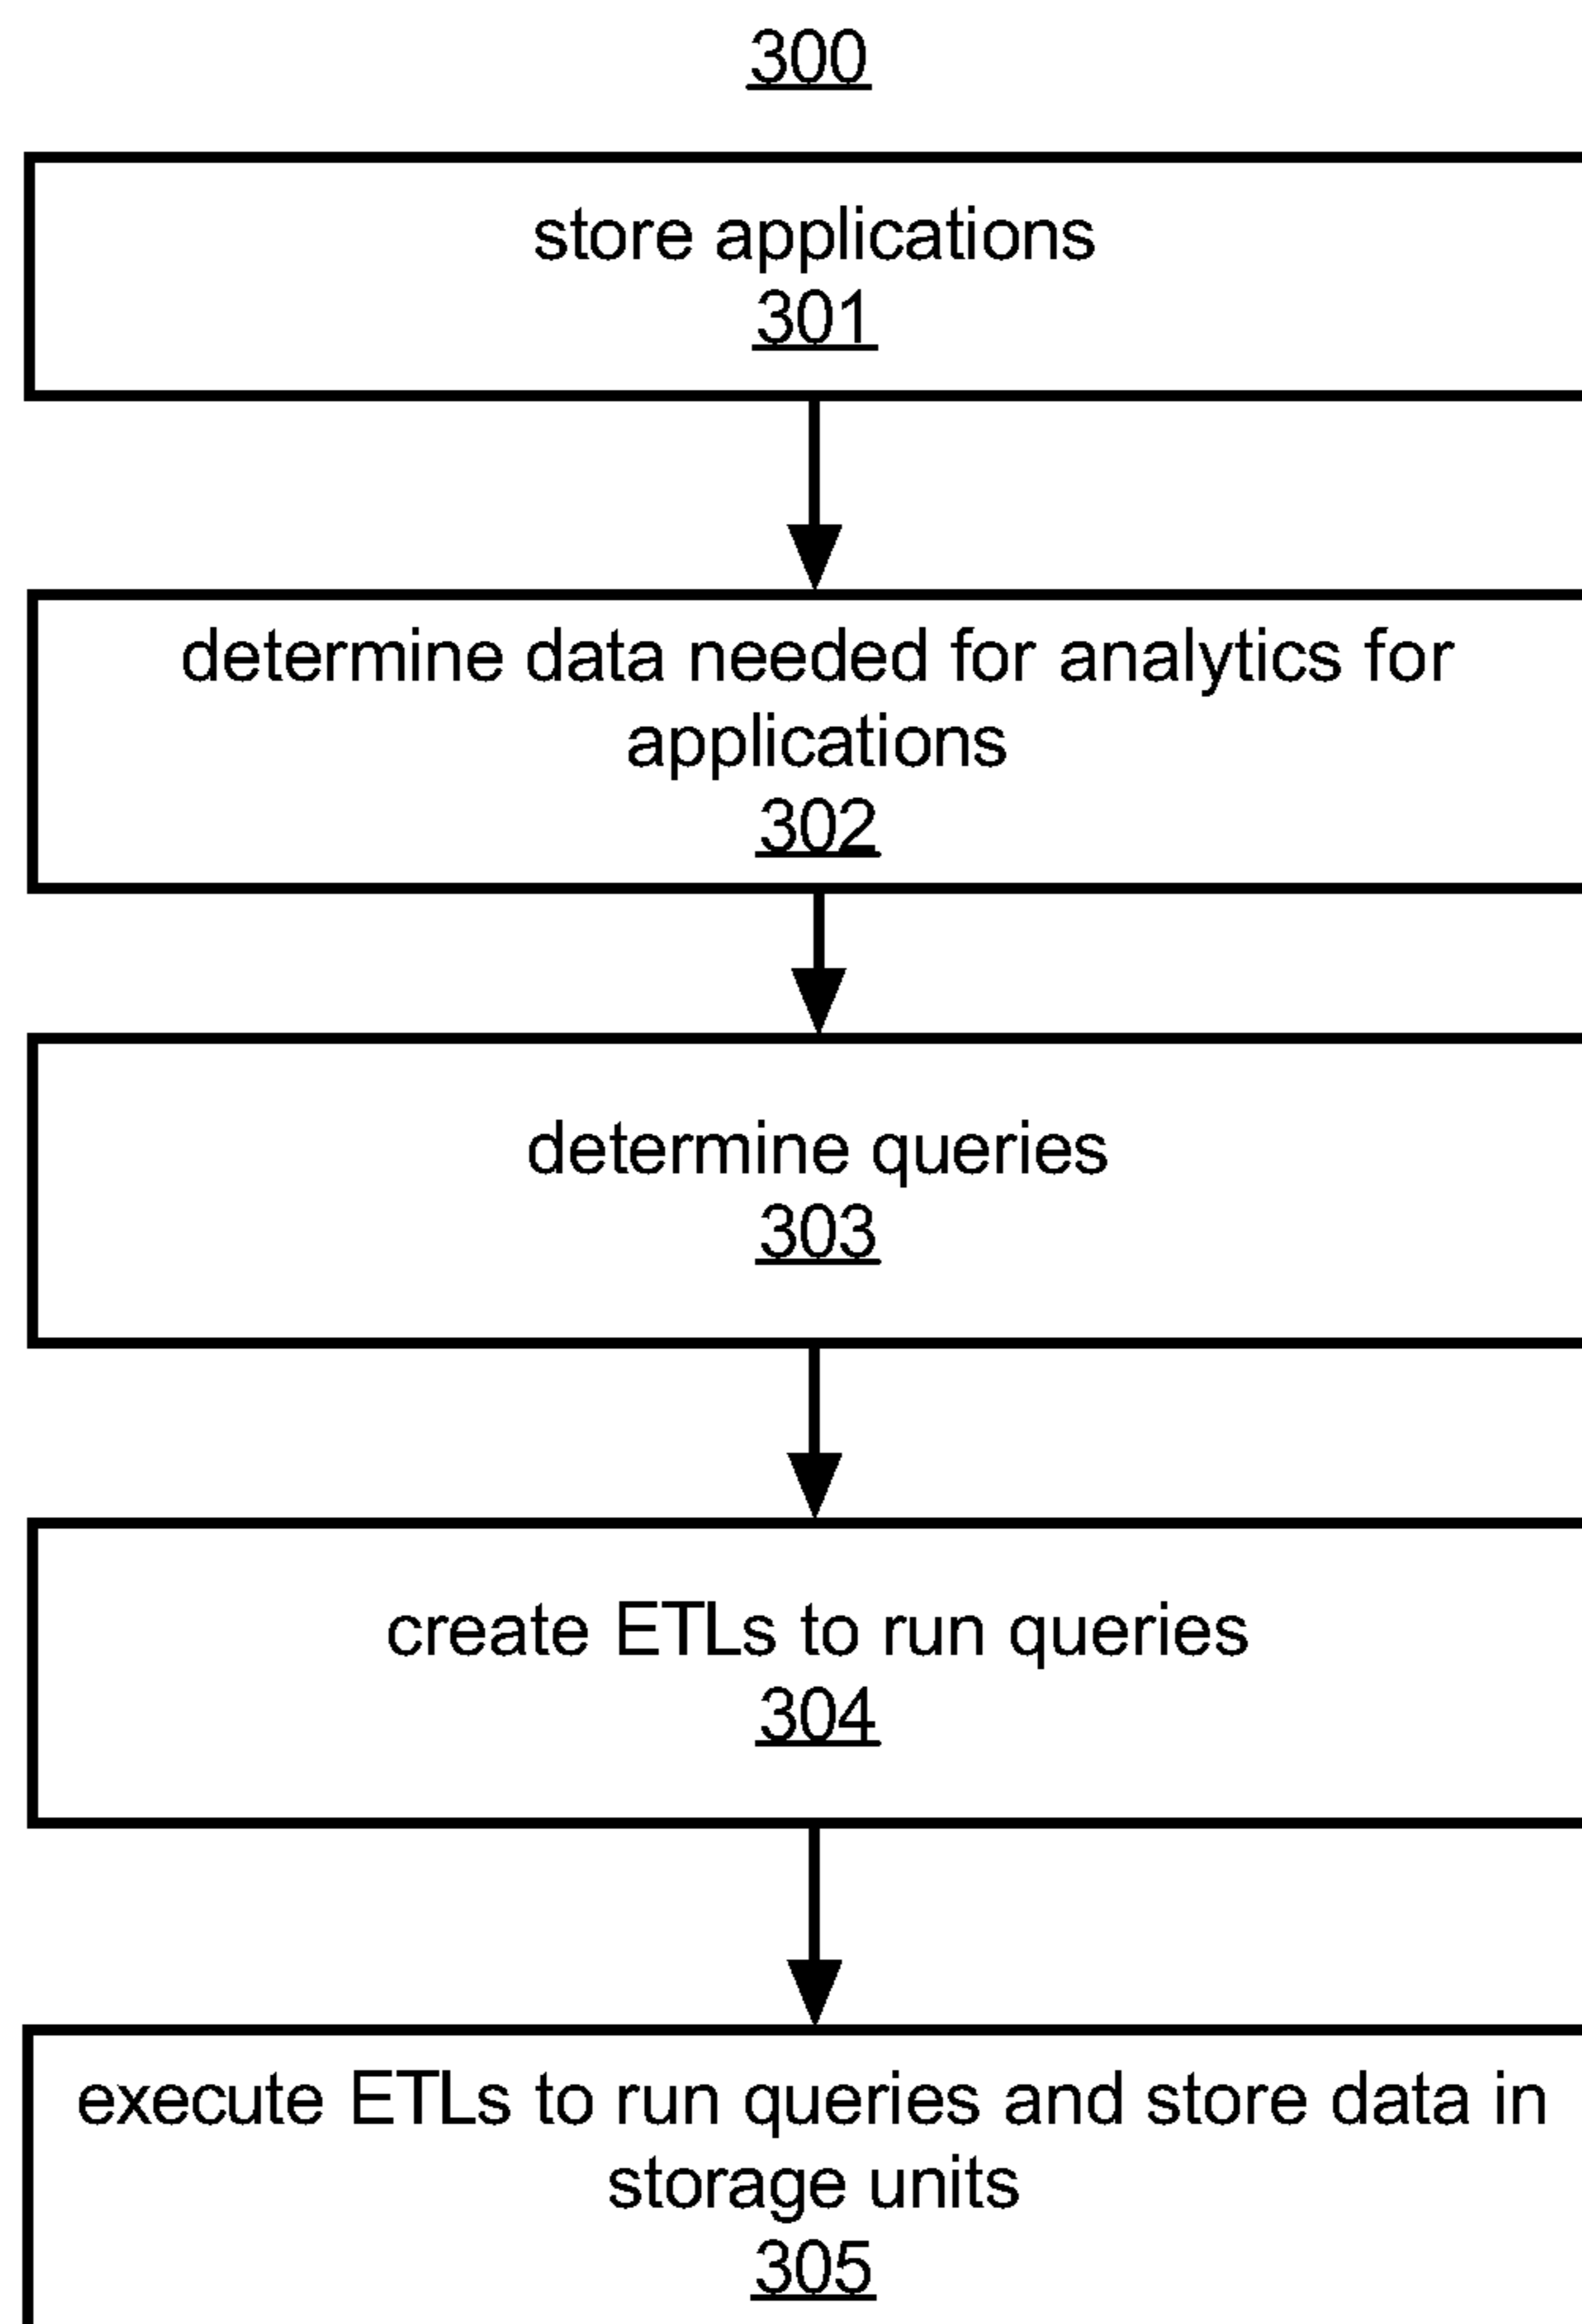 300
store applications
301
determine data needed for analytics for
applications
302
determine queries
303
create ETLs to run queries
304
execute ETLs to run queries and store data in
storage units
305